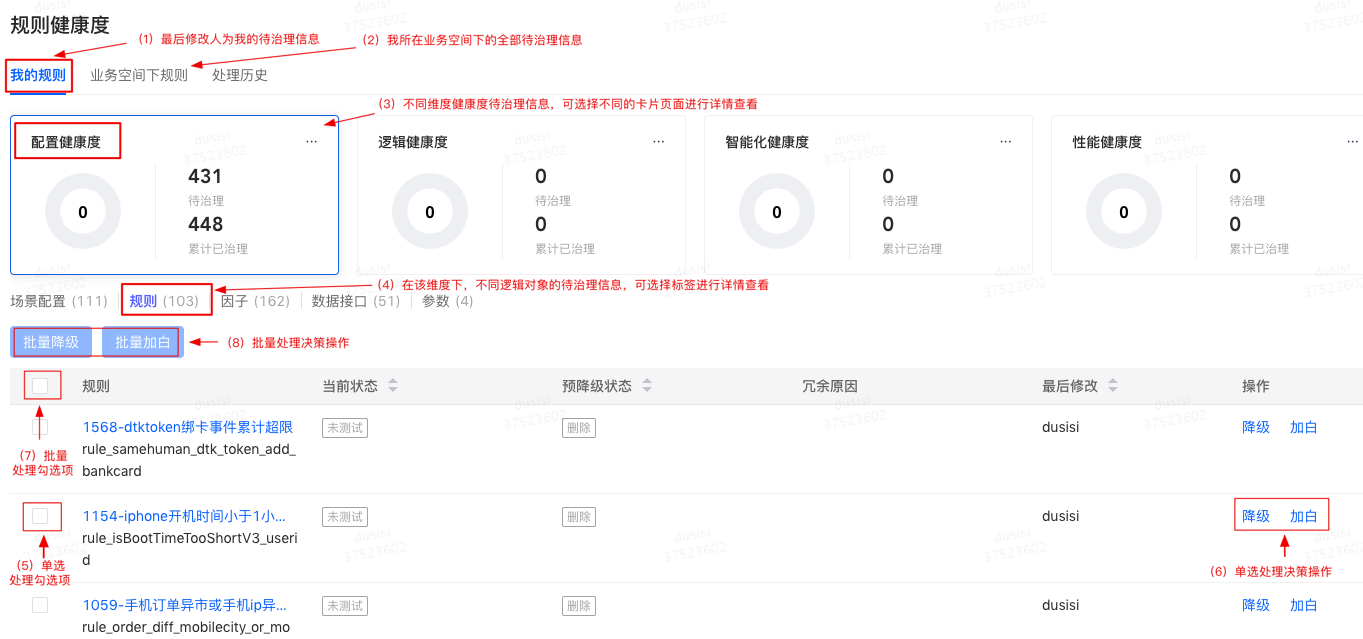 规则健康度
（1）最后修改人为我的待治理信息
（2）我所在业务空间下的全部待治理信息
我的规则 业务空间下规则 处理历史
（3）不同维度健康度待治理信息，可选择不同的卡片页面进行详情查看
配置健康度 ... 逻辑健康度 ... 智能化健康度 ... 性能健康度 ...
431 0 0 0
待治理 待治理 待治理 待治理
0 0 0 0
448 0 0 0
累计已治理 累计已治理 累计已治理 累计已治理
（4）在该维度下，不同逻辑对象的待治理信息，可选择标签进行详情查看
场景配置 (111) 规则 (103) 因子 (162) 数据接口 (51) 参数 (4)
批量降级 批量加白 （8）批量处理决策操作
规则 当前状态 预降级状态 冗余原因 最后修改 操作
1568-dtktoken绑卡事件累计超限 未测试 删除 dusisi 降级 加白
rule_samehuman_dtk_token_add_
bankcard
（7）批量
处理勾选项
1154-iphone开机时间小于1小... 未测试 删除 dusisi 降级 加白
rule_isBootTimeTooShortV3_useri
d
（5）单选
处理勾选项
（6）单选处理决策操作
1059-手机订单异市或手机ip异... 未测试 删除 dusisi 降级 加白
rule_order_diff_mobilecity_or_mo
dusisi
37523602